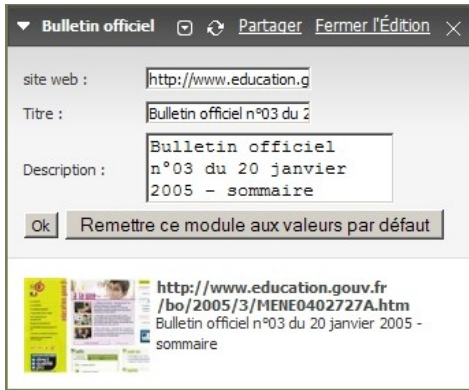 Bulletin officiel Partager Fermer l'Édition
site web : http://www.education.g
Titre : Bulletin officiel n°03 du 2
Description : Bulletin officiel
n°03 du 20 janvier
2005 - sommaire
Ok Remettre ce module aux valeurs par défaut
http://www.education.gouv.fr
/bo/2005/3/MENE0402727A.htm
Bulletin officiel n°03 du 20 janvier 2005 -
sommaire